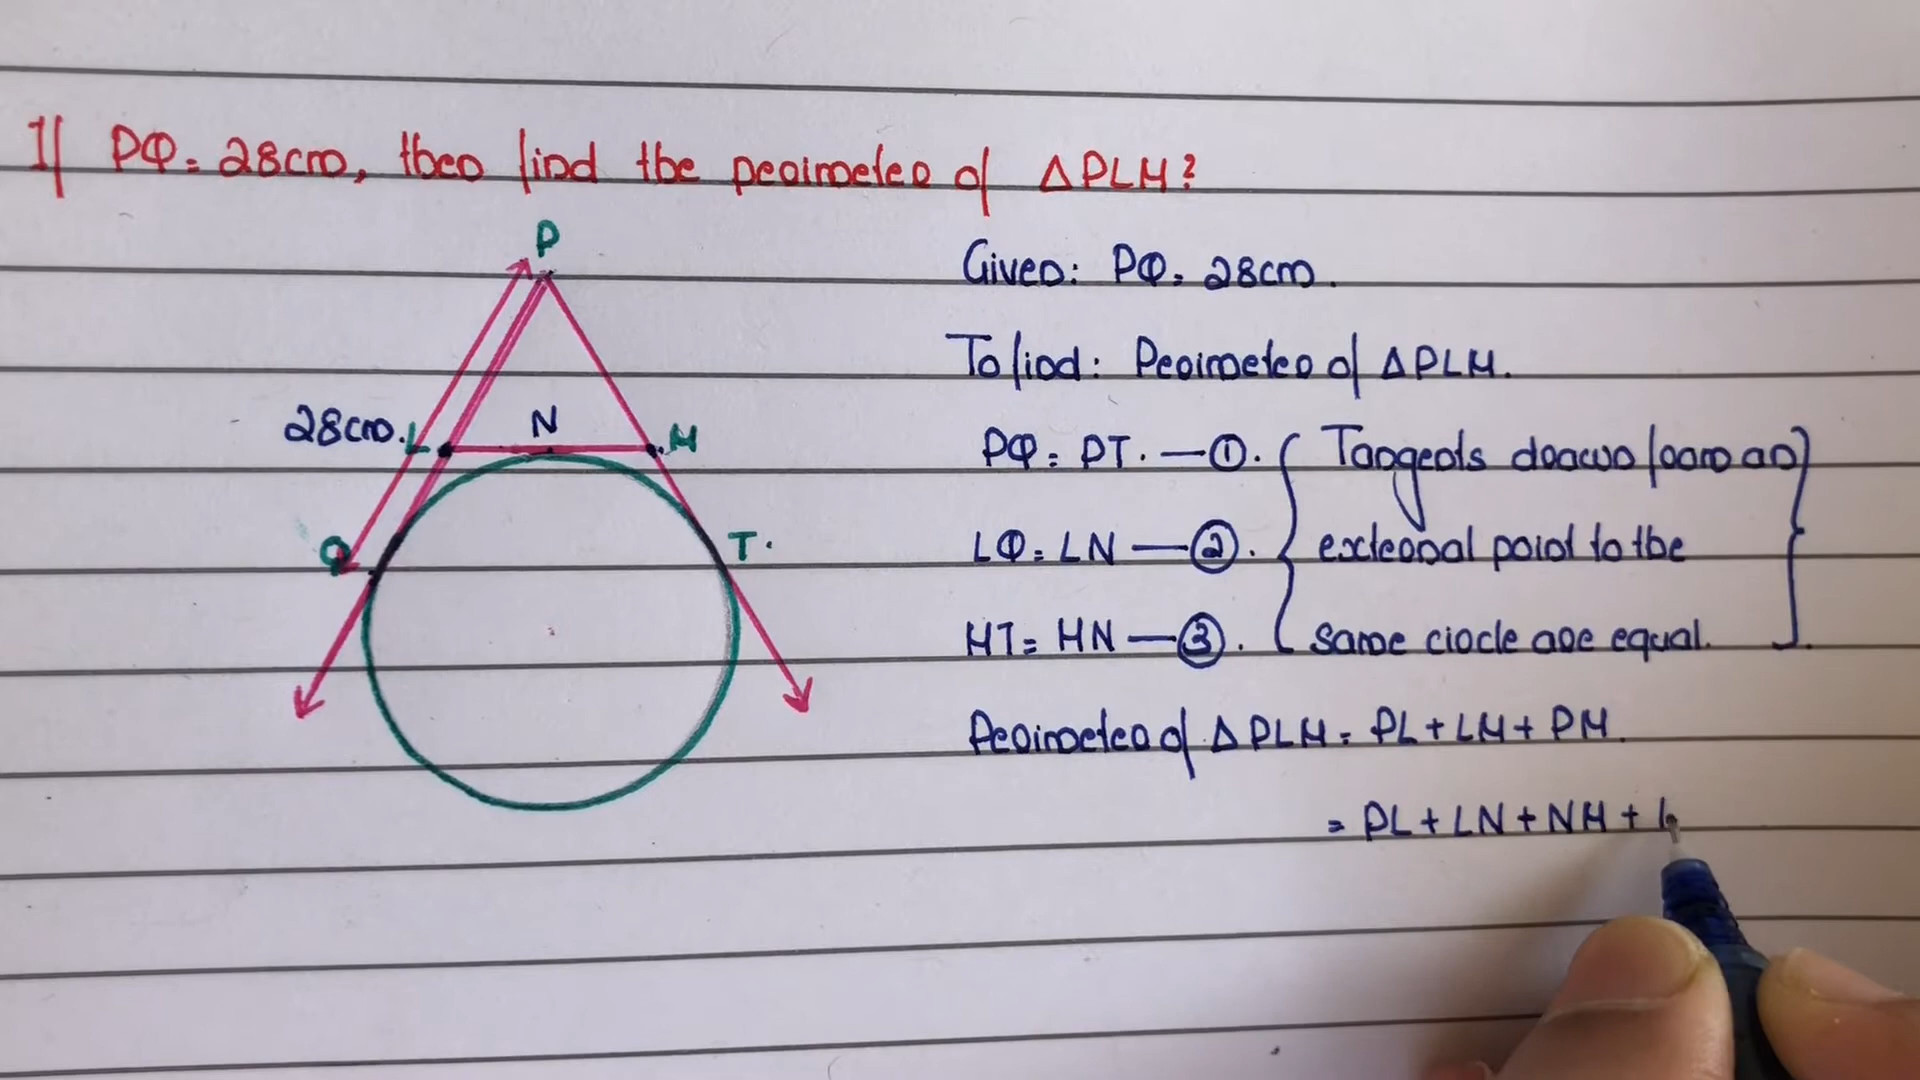 If PQ = 28cm, then find the perimeter of ΔPLM?
P
28cm.
L
N
M
Q
T.
Given: PQ = 28cm.
To find: Perimeter of ΔPLM.
PQ = PT. — ①.
LQ = LN — ②.
MT = MN — ③.
{ Tangents drawn from an
external point to the
same circle are equal. }
Perimeter of ΔPLM = PL + LM + PM.
= PL + LN + NM +